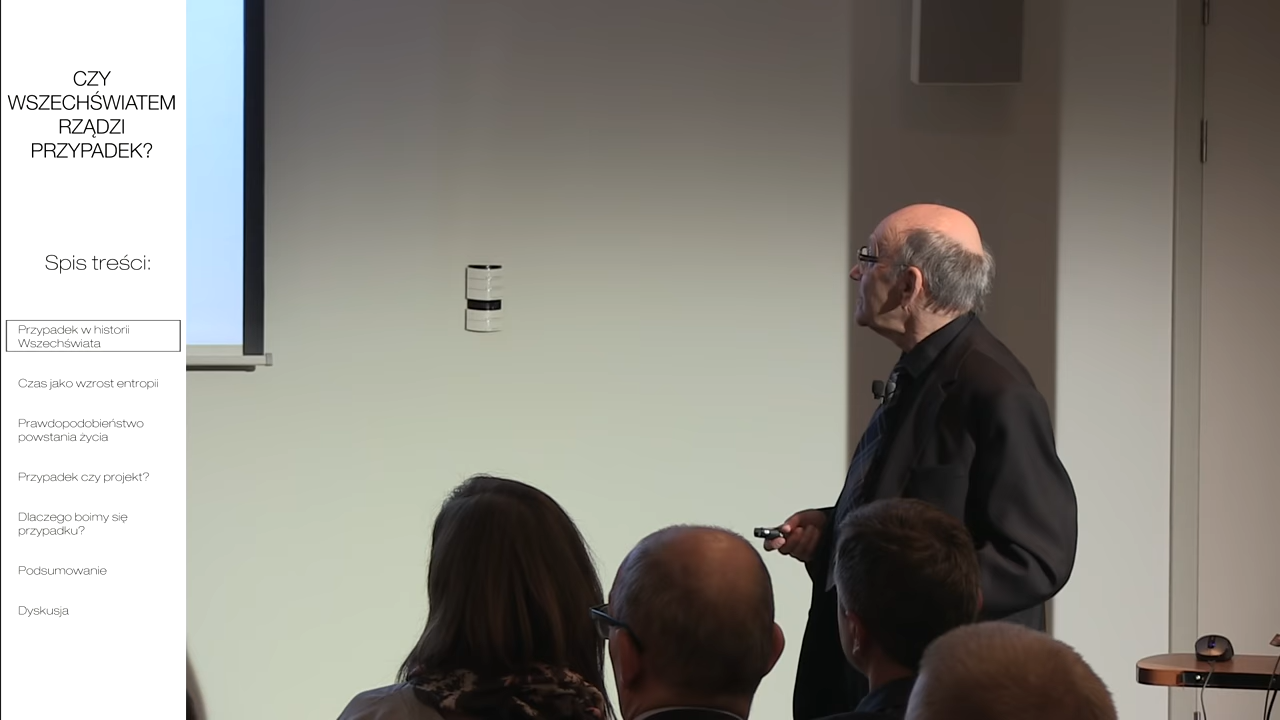 CZY
WSZECHŚWIATEM
RZĄDZI
PRZYPADEK?
Spis treści:
Przypadek w historii
Wszechświata
Czas jako wzrost entropii
Prawdopodobieństwo
powstania życia
Przypadek czy projekt?
Dlaczego boimy się
przypadku?
Podsumowanie
Dyskusja